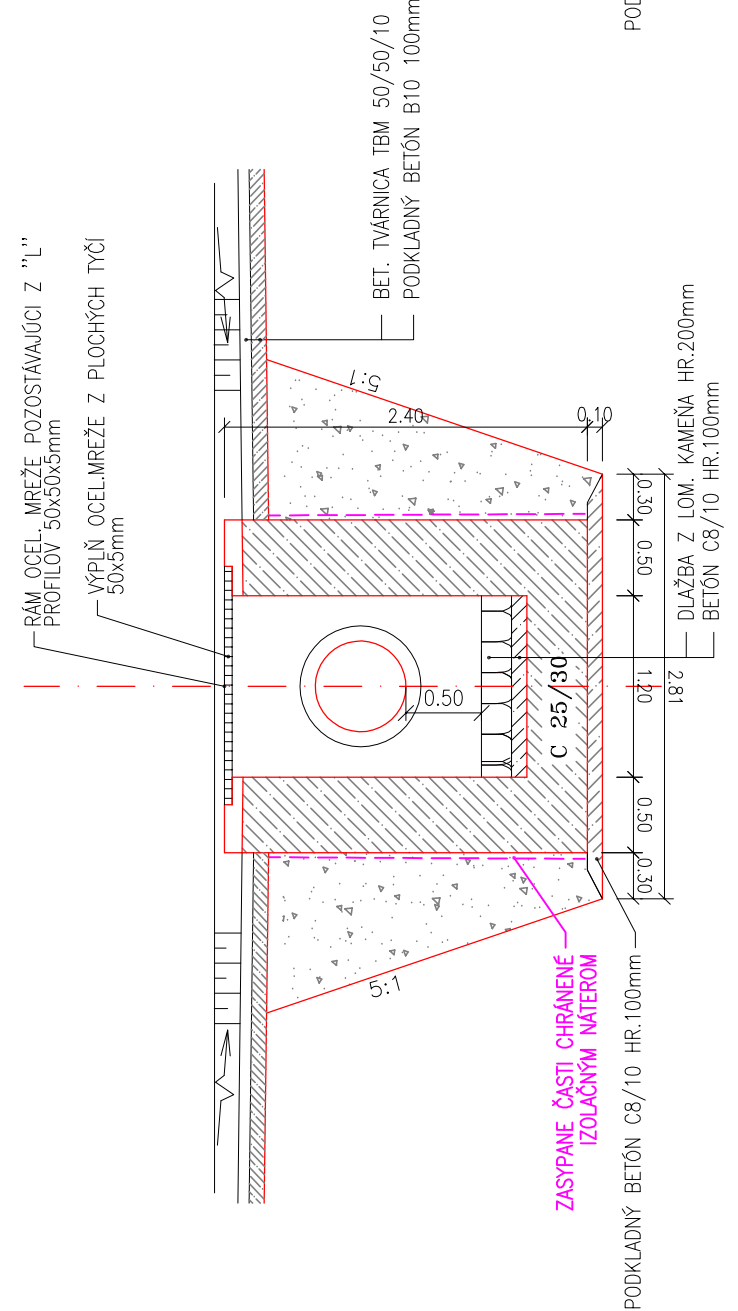 RÁM OCEL. MREŽE POZOSTÁVAJÚCI Z "L"
PROFILOV 50x50x5mm
VÝPLŇ OCEL.MREŽE Z PLOCHÝCH TYČÍ
50x5mm
BET. TVÁRNICA TBM 50/50/10
PODKLADNÝ BETÓN B10 100mm
POD
5:1
2.40
0.10
0.30
0.50
1.20
0.50
0.30
2.81
0.50
C 25/30
5:1
DLAŽBA Z LOM. KAMEŇA HR.200mm
BETÓN C8/10 HR.100mm
ZASYPANE ČASTI CHRÁNENÉ
IZOLAČNÝM NÁTEROM
PODKLADNÝ BETÓN C8/10 HR.100mm